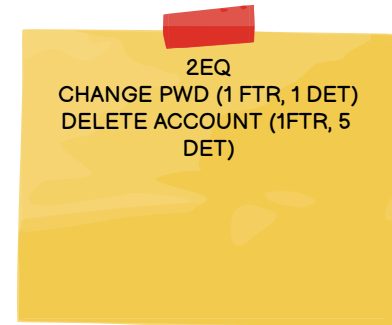 2EQ
CHANGE PWD (1 FTR, 1 DET)
DELETE ACCOUNT (1FTR, 5
DET)